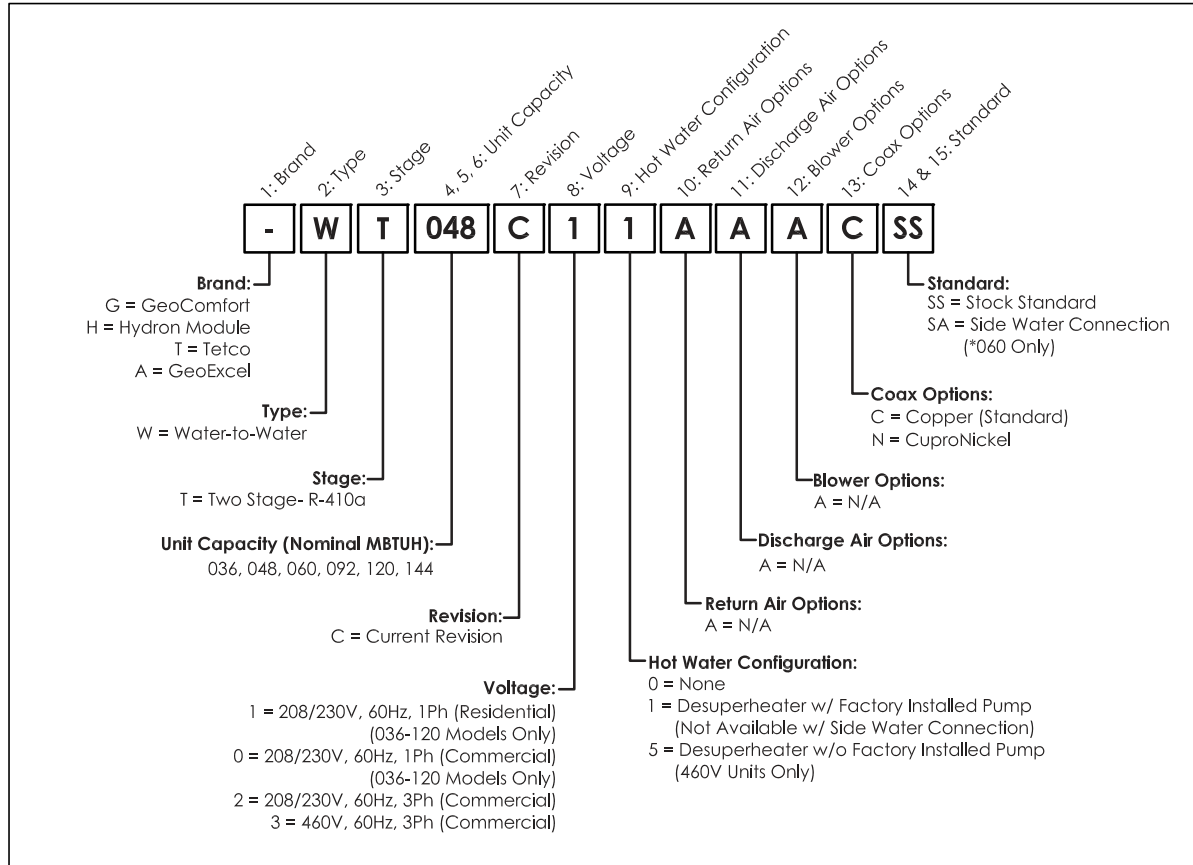 1: Brand
2: Type
3: Stage
4, 5, 6: Unit Capacity
7: Revision
8: Voltage
9: Hot Water Configuration
10: Return Air Options
11: Discharge Air Options
12: Blower Options
13: Coax Options
14 & 15: Standard
- W T 048 C 1 1 A A A C SS
Brand:
G = GeoComfort
H = Hydron Module
T = Tetco
A = GeoExcel
Type:
W = Water-to-Water
Stage:
T = Two Stage- R-410a
Unit Capacity (Nominal MBTUH):
036, 048, 060, 092, 120, 144
Revision:
C = Current Revision
Voltage:
1 = 208/230V, 60Hz, 1Ph (Residential)
(036-120 Models Only)
0 = 208/230V, 60Hz, 1Ph (Commercial)
(036-120 Models Only)
2 = 208/230V, 60Hz, 3Ph (Commercial)
3 = 460V, 60Hz, 3Ph (Commercial)
Standard:
SS = Stock Standard
SA = Side Water Connection
(*060 Only)
Coax Options:
C = Copper (Standard)
N = CuproNickel
Blower Options:
A = N/A
Discharge Air Options:
A = N/A
Return Air Options:
A = N/A
Hot Water Configuration:
0 = None
1 = Desuperheater w/ Factory Installed Pump
(Not Available w/ Side Water Connection)
5 = Desuperheater w/o Factory Installed Pump
(460V Units Only)